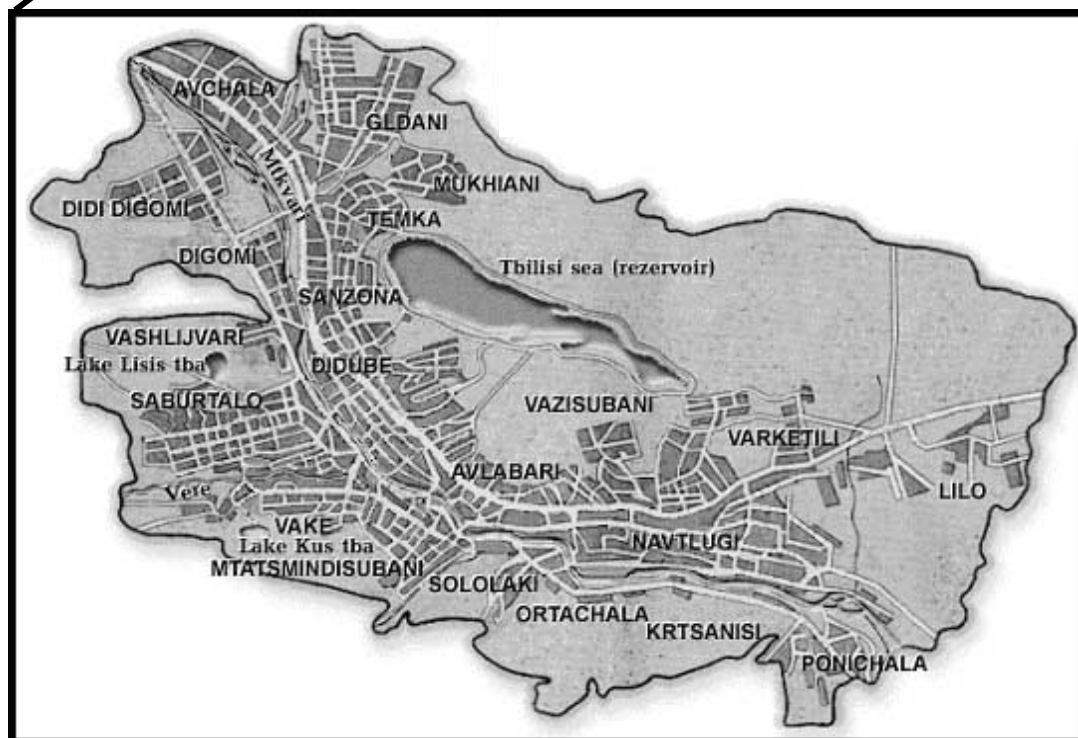 AVCHALA
GLDANI
Mtkvari
MUKHIANI
DIDI DIGOMI
TEMKA
DIGOMI
Tbilisi sea (rezervoir)
SANZONA
VASHLIJVARI
Lake Lisis tba
DIDUBE
SABURTALO
VAZISUBANI
VARKETILI
AVLABARI
LILO
Vere
VAKE
Lake Kus tba
NAVTLUGI
MTATSMINDISUBANI
SOLOLAKI
ORTACHALA
KRTSANISI
PONICHALA